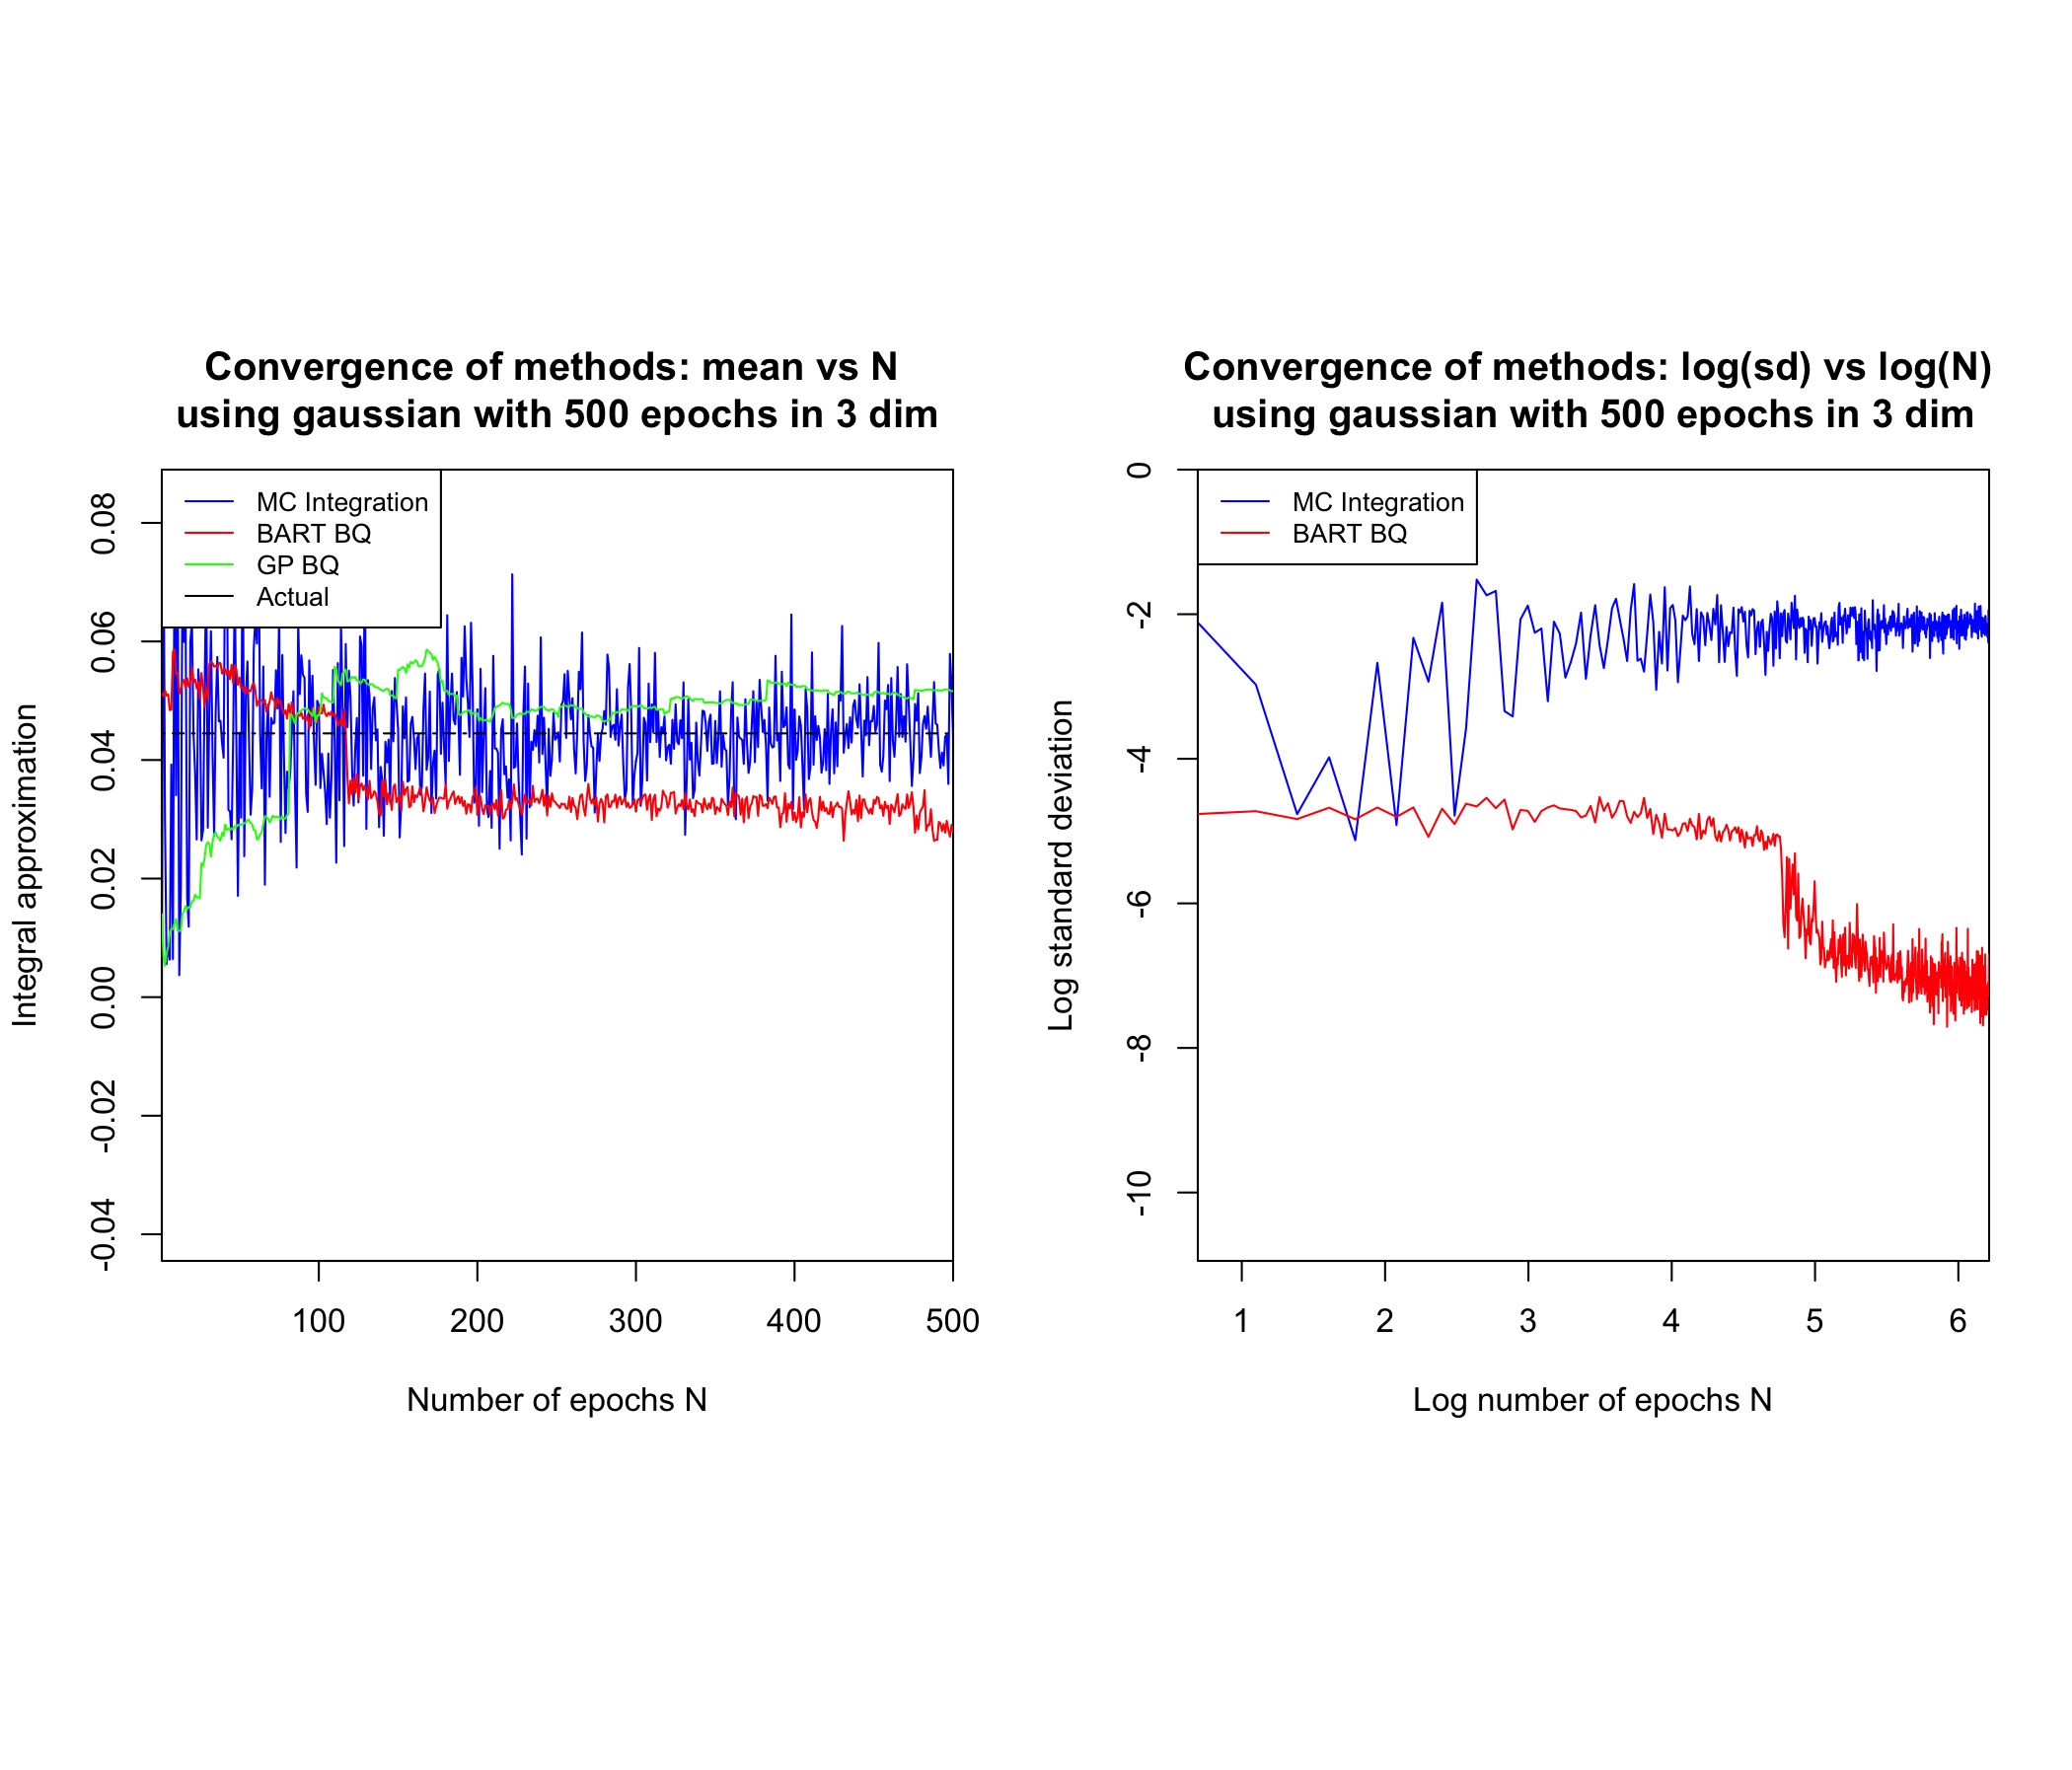 Convergence of methods: mean vs N
using gaussian with 500 epochs in 3 dim
MC Integration
BART BQ
GP BQ
Actual
Integral approximation
0.08
0.06
0.04
0.02
0.00
-0.02
-0.04
100 200 300 400 500
Number of epochs N
Convergence of methods: log(sd) vs log(N)
using gaussian with 500 epochs in 3 dim
MC Integration
BART BQ
Log standard deviation
0
-2
-4
-6
-8
-10
1 2 3 4 5 6
Log number of epochs N